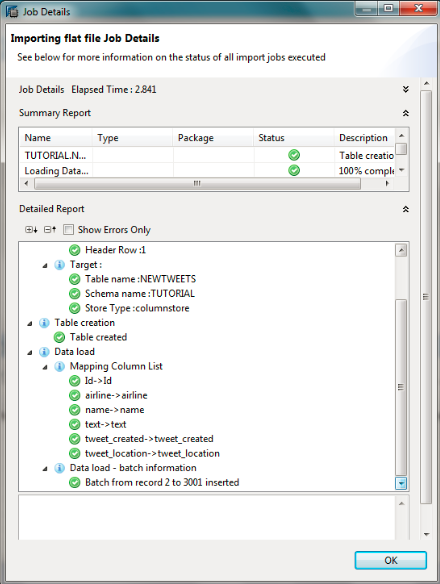 Job Details
Importing flat file Job Details
See below for more information on the status of all import jobs executed
Job Details Elapsed Time : 2.841
Summary Report
Name Type Package Status Description
TUTORIAL.N... Table creatio
Loading Data... 100% comple
Detailed Report
Show Errors Only
Header Row :1
Target :
Table name :NEWTWEETS
Schema name :TUTORIAL
Store Type :columnstore
Table creation
Table created
Data load
Mapping Column List
Id->Id
airline->airline
name->name
text->text
tweet_created->tweet_created
tweet_location->tweet_location
Data load - batch information
Batch from record 2 to 3001 inserted
OK